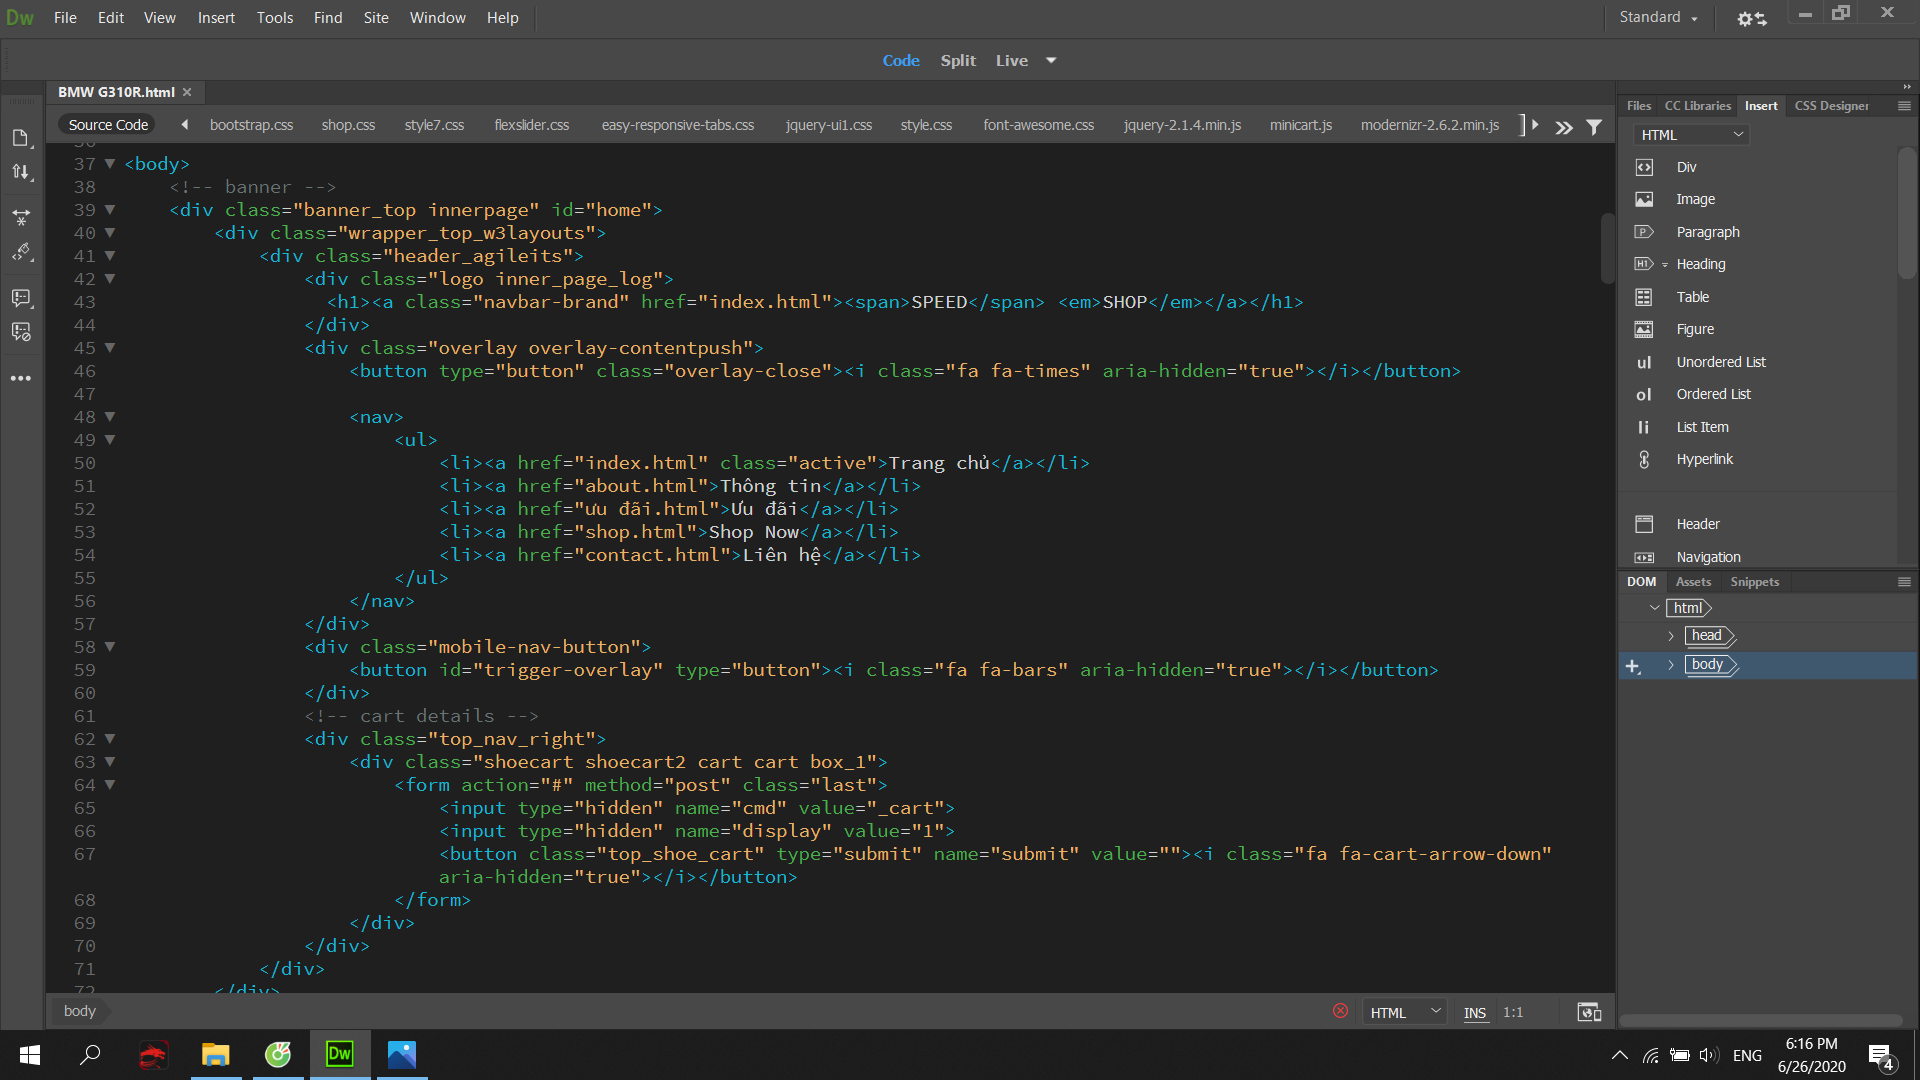 Dw File Edit View Insert Tools Find Site Window Help Standard
Code Split Live
BMW G310R.html
Source Code bootstrap.css shop.css style7.css flexslider.css easy-responsive-tabs.css jquery-ui1.css style.css font-awesome.css jquery-2.1.4.min.js minicart.js modernizr-2.6.2.min.js
36
37 <body>
38 <!-- banner -->
39 <div class="banner_top innerpage" id="home">
40 <div class="wrapper_top_w3layouts">
41 <div class="header_agileits">
42 <div class="logo inner_page_log">
43 <h1><a class="navbar-brand" href="index.html"><span>SPEED</span> <em>SHOP</em></a></h1>
44 </div>
45 <div class="overlay overlay-contentpush">
46 <button type="button" class="overlay-close"><i class="fa fa-times" aria-hidden="true"></i></button>
47
48 <nav>
49 <ul>
50 <li><a href="index.html" class="active">Trang chủ</a></li>
51 <li><a href="about.html">Thông tin</a></li>
52 <li><a href="ưu đãi.html">Ưu đãi</a></li>
53 <li><a href="shop.html">Shop Now</a></li>
54 <li><a href="contact.html">Liên hệ</a></li>
55 </ul>
56 </nav>
57 </div>
58 <div class="mobile-nav-button">
59 <button id="trigger-overlay" type="button"><i class="fa fa-bars" aria-hidden="true"></i></button>
60 </div>
61 <!-- cart details -->
62 <div class="top_nav_right">
63 <div class="shoecart shoecart2 cart cart box_1">
64 <form action="#" method="post" class="last">
65 <input type="hidden" name="cmd" value="_cart">
66 <input type="hidden" name="display" value="1">
67 <button class="top_shoe_cart" type="submit" name="submit" value=""><i class="fa fa-cart-arrow-down"
aria-hidden="true"></i></button>
68 </form>
69 </div>
70 </div>
71 </div>
72 </div>
body HTML INS 1:1
Files CC Libraries Insert CSS Designer
HTML
Div
Image
Paragraph
H1 Heading
Table
Figure
ul Unordered List
ol Ordered List
li List Item
Hyperlink
Header
Navigation
DOM Assets Snippets
html
head
body
Dw
ENG
6:16 PM
6/26/2020
4